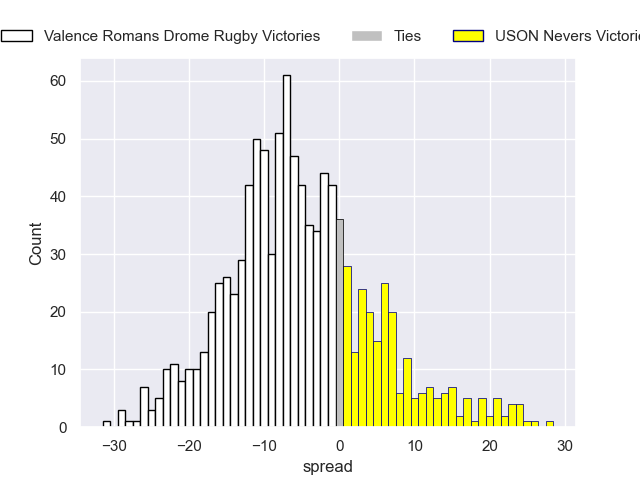 Valence Romans Drome Rugby Victories Ties USON Nevers Victorie
60
50
40
30
20
10
0
Count
−30 −20 −10 0 10 20 30
spread